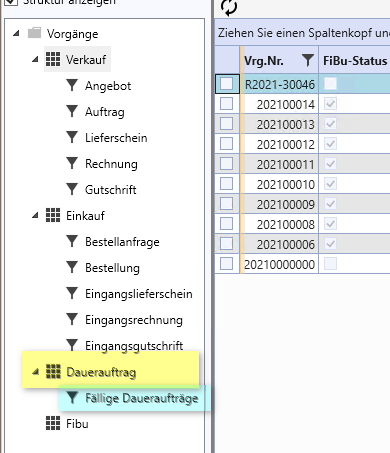 Struktur anzeigen
Vorgänge
Verkauf
Angebot
Auftrag
Lieferschein
Rechnung
Gutschrift
Einkauf
Bestellanfrage
Bestellung
Eingangslieferschein
Eingangsrechnung
Eingangsgutschrift
Dauerauftrag
Fällige Daueraufträge
Fibu
Ziehen Sie einen Spaltenkopf und
Vrg.Nr. FiBu-Status
R2021-30046
202100014
202100013
202100012
202100011
202100010
202100009
202100008
202100006
20210000000